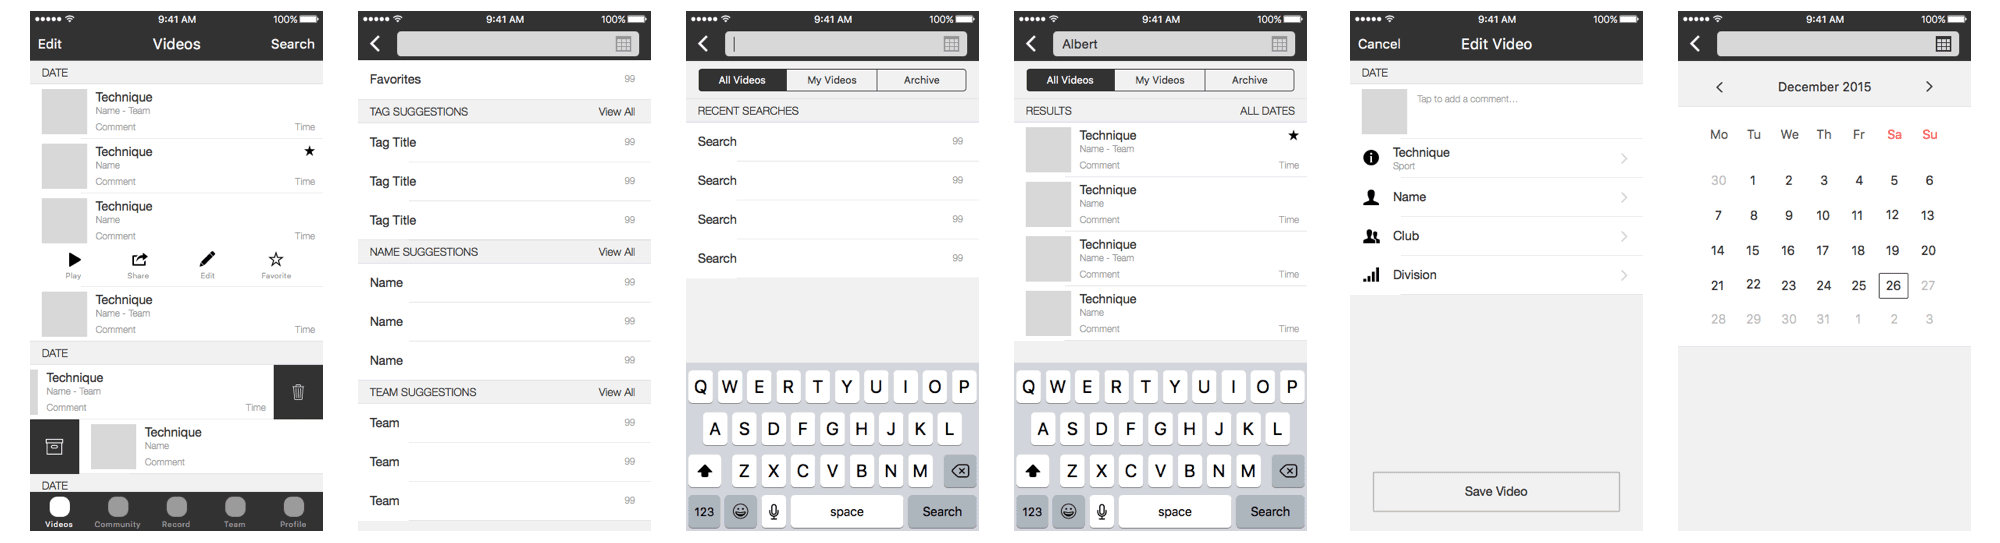 9:41 AM 100%
Edit Videos Search
DATE
Technique
Name - Team
Comment Time
Technique
Name
Comment Time
Technique
Name
Comment Time
Play Share Edit Favorite
Technique
Name - Team
Comment Time
DATE
Technique
Name - Team
Comment Time
Technique
Name
Comment
DATE
Videos Community Record Team Profile
9:41 AM 100%
Favorites 99
TAG SUGGESTIONS View All
Tag Title 99
Tag Title 99
Tag Title 99
NAME SUGGESTIONS View All
Name 99
Name 99
Name 99
TEAM SUGGESTIONS View All
Team 99
Team 99
Team 99
9:41 AM 100%
All Videos My Videos Archive
RECENT SEARCHES
Search 99
Search 99
Search 99
Search 99
Q W E R T Y U I O P
A S D F G H J K L
Z X C V B N M
123 space Search
9:41 AM 100%
Albert
All Videos My Videos Archive
RESULTS ALL DATES
Technique
Name - Team
Comment Time
Technique
Name
Comment Time
Technique
Name - Team
Comment Time
Technique
Name
Comment Time
Q W E R T Y U I O P
A S D F G H J K L
Z X C V B N M
123 space Search
9:41 AM 100%
Cancel Edit Video
DATE
Tap to add a comment...
Technique
Sport
Name
Club
Division
Save Video
9:41 AM 100%
December 2015
Mo Tu We Th Fr Sa Su
30 1 2 3 4 5 6
7 8 9 10 11 12 13
14 15 16 17 18 19 20
21 22 23 24 25 26 27
28 29 30 31 1 2 3